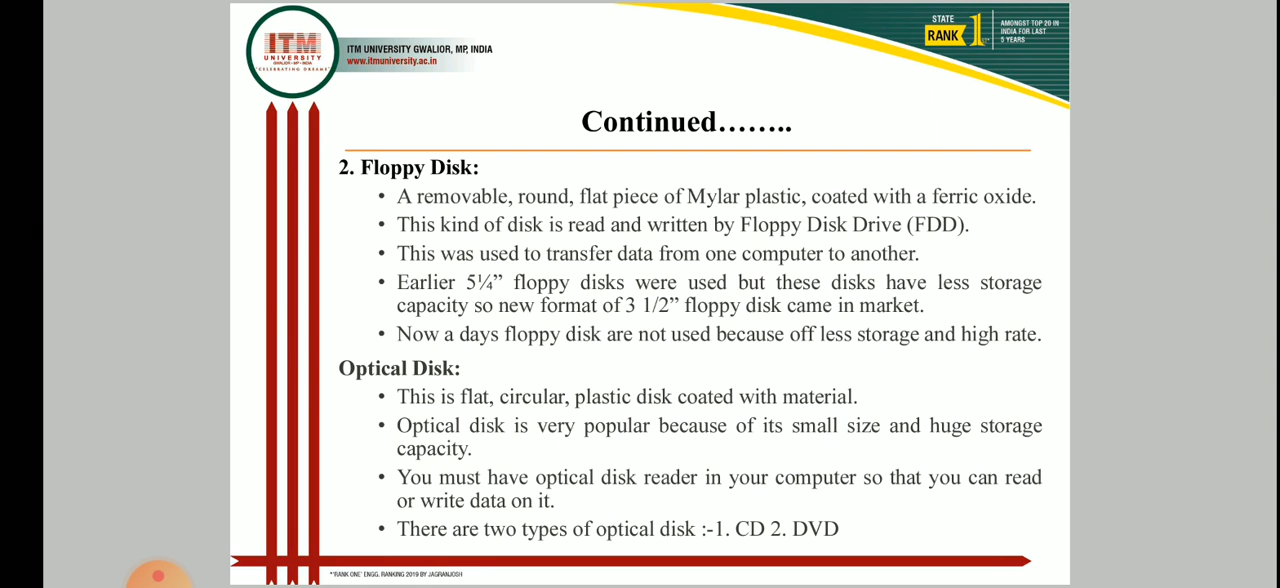 ITM
UNIVERSITY
GWALIOR • MP • INDIA
"CELEBRATING DREAMS"
ITM UNIVERSITY GWALIOR, MP, INDIA
www.itmuniversity.ac.in
STATE
RANK 1
AMONGST TOP 20 IN
INDIA FOR LAST
5 YEARS
Continued……..
2. Floppy Disk:
• A removable, round, flat piece of Mylar plastic, coated with a ferric oxide.
• This kind of disk is read and written by Floppy Disk Drive (FDD).
• This was used to transfer data from one computer to another.
• Earlier 5¼” floppy disks were used but these disks have less storage
capacity so new format of 3 1/2” floppy disk came in market.
• Now a days floppy disk are not used because off less storage and high rate.
Optical Disk:
• This is flat, circular, plastic disk coated with material.
• Optical disk is very popular because of its small size and huge storage
capacity.
• You must have optical disk reader in your computer so that you can read
or write data on it.
• There are two types of optical disk :-1. CD 2. DVD
*'RANK ONE' ENGG. RANKING 2019 BY JAGRANJOSH